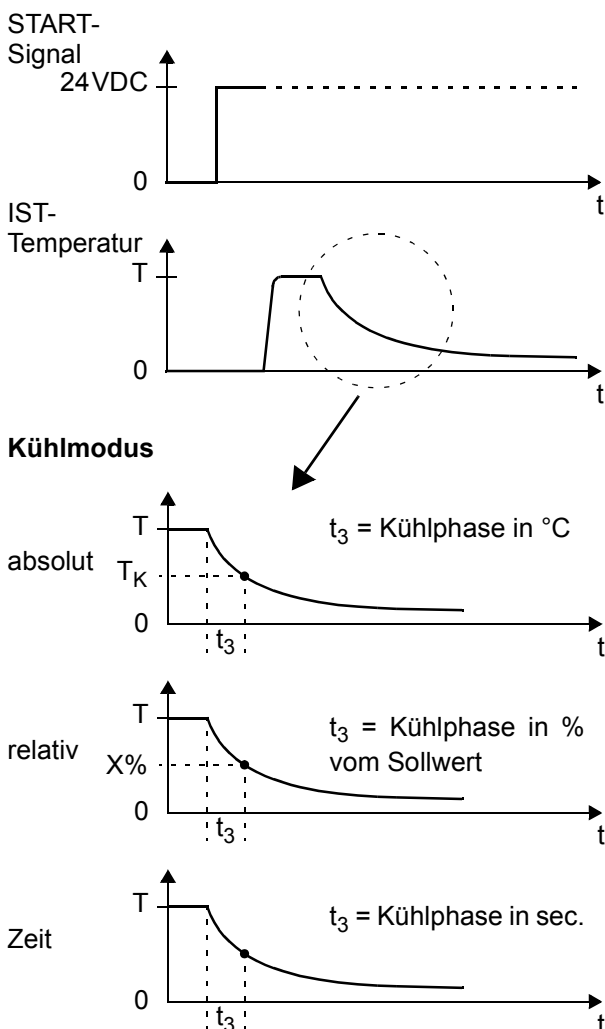 START-
Signal
24VDC
0
t
IST-
Temperatur
T
0
t
Kühlmodus
T
t₃ = Kühlphase in °C
absolut
T_K
0
t₃
t
T
t₃ = Kühlphase in %
vom Sollwert
relativ
X%
0
t₃
t
T
t₃ = Kühlphase in sec.
Zeit
0
t₃
t